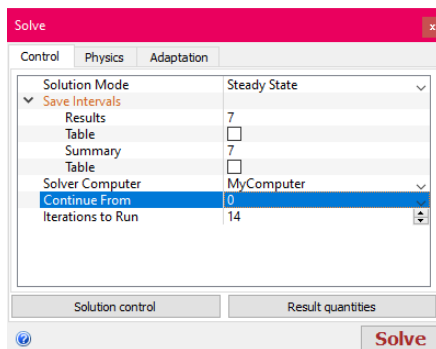 Solve x
Control Physics Adaptation
Solution Mode Steady State
Save Intervals
Results 7
Table
Summary 7
Table
Solver Computer MyComputer
Continue From 0
Iterations to Run 14
Solution control Result quantities
? Solve